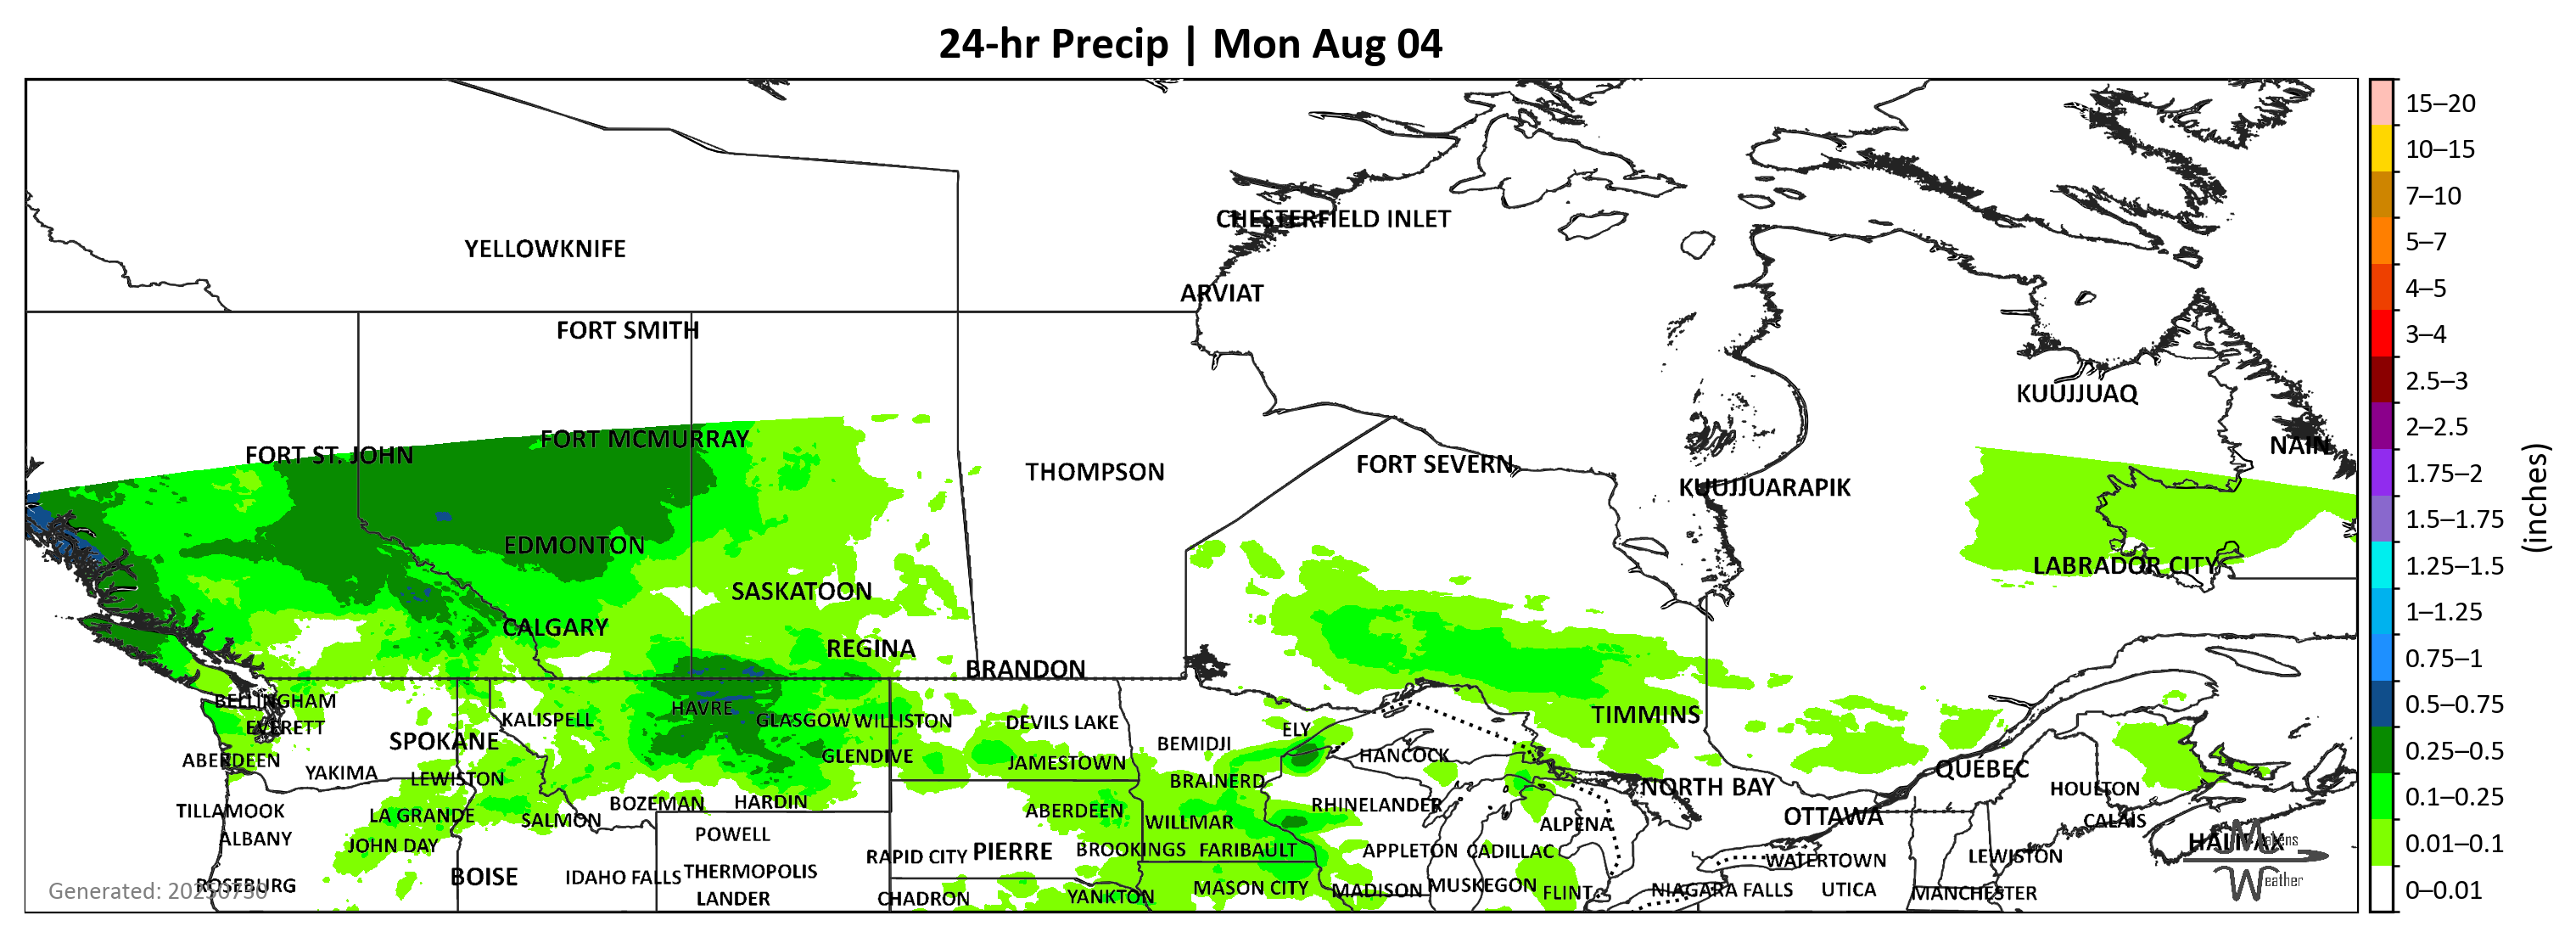 24-hr Precip | Mon Aug 04
15–20
10–15
7–10
5–7
4–5
3–4
2.5–3
2–2.5
1.75–2
1.5–1.75
1.25–1.5
1–1.25
0.75–1
0.5–0.75
0.25–0.5
0.1–0.25
0.01–0.1
0–0.01
(inches)
CHESTERFIELD INLET
YELLOWKNIFE
ARVIAT
FORT SMITH
KUUJJUAQ
FORT MCMURRAY
NAIN
FORT ST. JOHN
FORT SEVERN
THOMPSON
KUUJJUARAPIK
EDMONTON
LABRADOR CITY
SASKATOON
CALGARY
REGINA
BRANDON
BELLINGHAM
HAVRE
TIMMINS
KALISPELL
GLASGOW
WILLISTON
DEVILS LAKE
EVERETT
ELY
SPOKANE
BEMIDJI
GLENDIVE
HANCOCK
ABERDEEN
JAMESTOWN
QUEBEC
YAKIMA
LEWISTON
BRAINERD
NORTH BAY
HOULTON
BOZEMAN
HARDIN
RHINELANDER
TILLAMOOK
ABERDEEN
LA GRANDE
OTTAWA
SALMON
WILLMAR
ALPENA
CALAIS
POWELL
ALBANY
HALIFAX
Matens
JOHN DAY
BROOKINGS
FARIBAULT
APPLETON
CADILLAC
PIERRE
RAPID CITY
LEWISTON
WATERTOWN
THERMOPOLIS
BOISE
IDAHO FALLS
Weather
ROSEBURG
MUSKEGON
MASON CITY
MADISON
NIAGARA FALLS
UTICA
FLINT
MANCHESTER
Generated: 20250730
YANKTON
LANDER
CHADRON